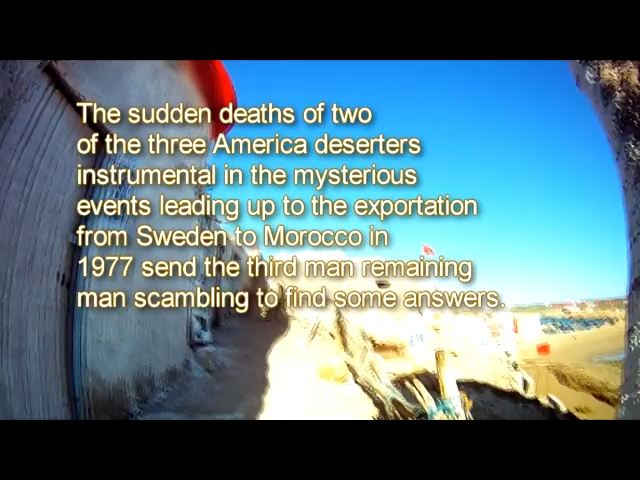 The sudden deaths of two
of the three America deserters
instrumental in the mysterious
events leading up to the exportation
from Sweden to Morocco in
1977 send the third man remaining
man scambling to find some answers.